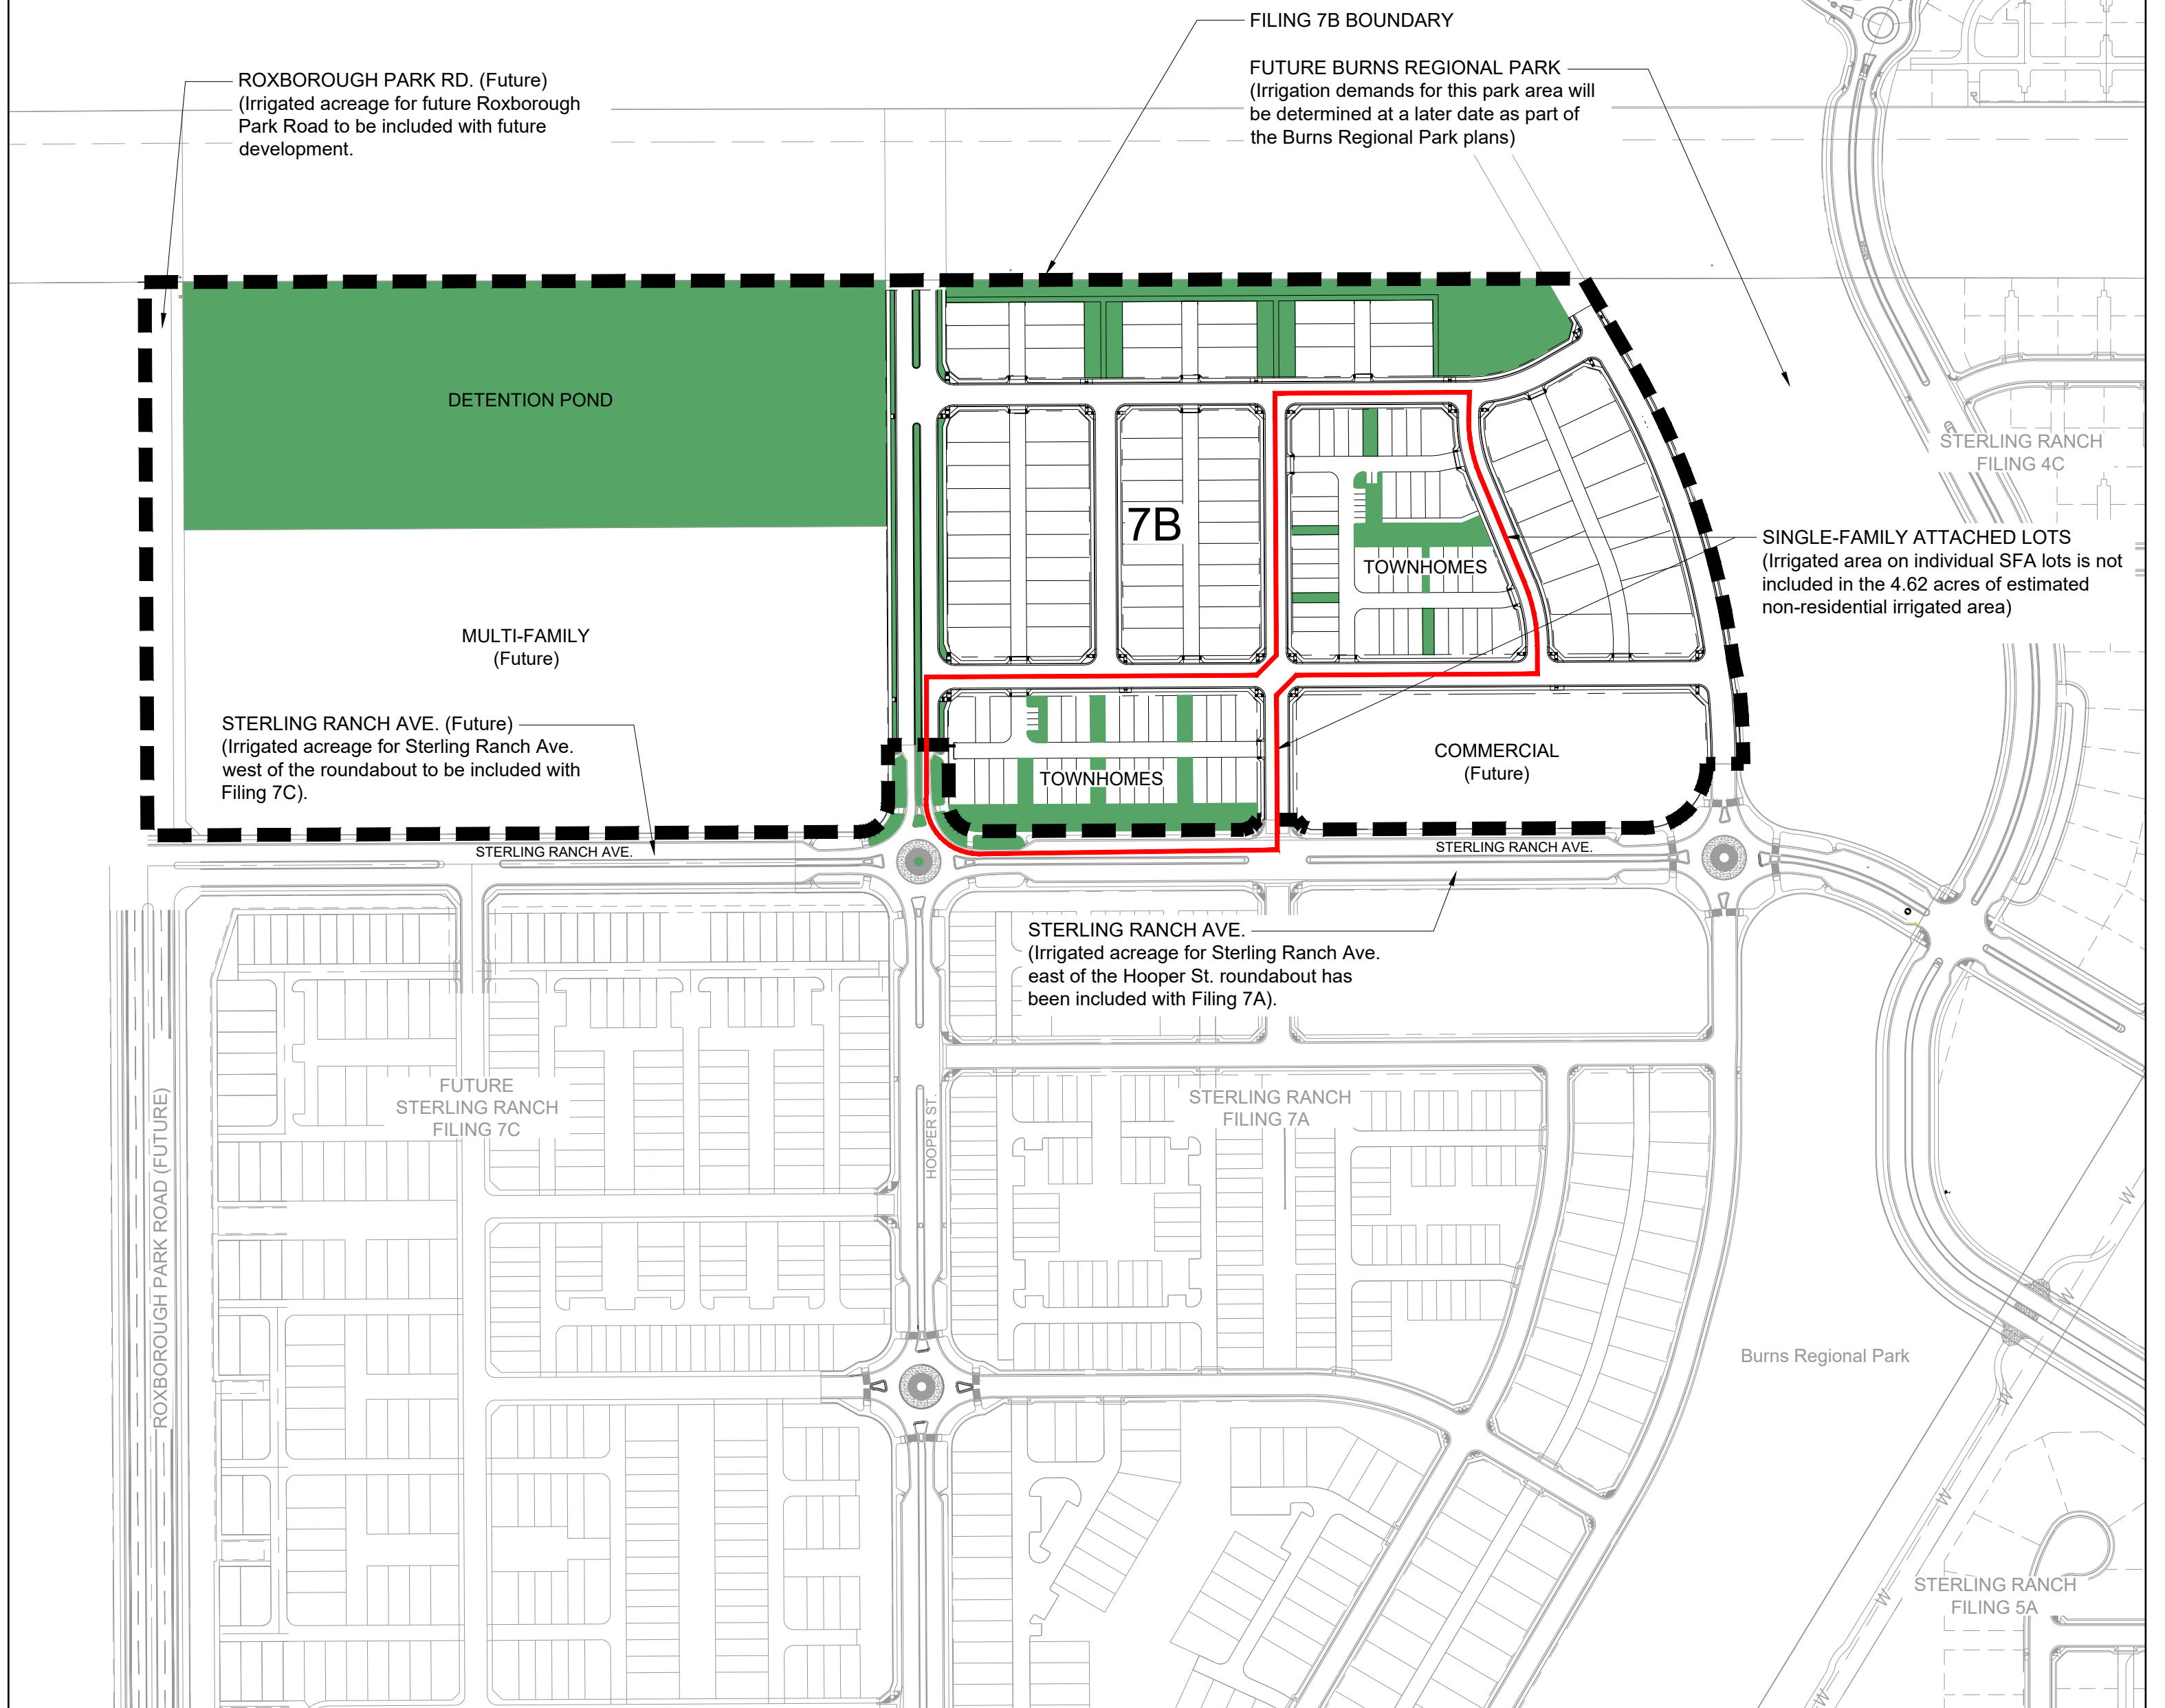 FILING 7B BOUNDARY
ROXBOROUGH PARK RD. (Future)
(Irrigated acreage for future Roxborough
Park Road to be included with future
development.
FUTURE BURNS REGIONAL PARK
(Irrigation demands for this park area will
be determined at a later date as part of
the Burns Regional Park plans)
DETENTION POND
STERLING RANCH
FILING 4C
7B
SINGLE-FAMILY ATTACHED LOTS
(Irrigated area on individual SFA lots is not
included in the 4.62 acres of estimated
non-residential irrigated area)
TOWNHOMES
MULTI-FAMILY
(Future)
STERLING RANCH AVE. (Future)
(Irrigated acreage for Sterling Ranch Ave.
west of the roundabout to be included with
Filing 7C).
TOWNHOMES
COMMERCIAL
(Future)
STERLING RANCH AVE.
STERLING RANCH AVE.
STERLING RANCH AVE.
(Irrigated acreage for Sterling Ranch Ave.
east of the Hooper St. roundabout has
been included with Filing 7A).
FUTURE
STERLING RANCH
FILING 7C
HOOPER ST.
STERLING RANCH
FILING 7A
ROXBOROUGH PARK ROAD (FUTURE)
Burns Regional Park
W
W
W
W
W
W
STERLING RANCH
FILING 5A